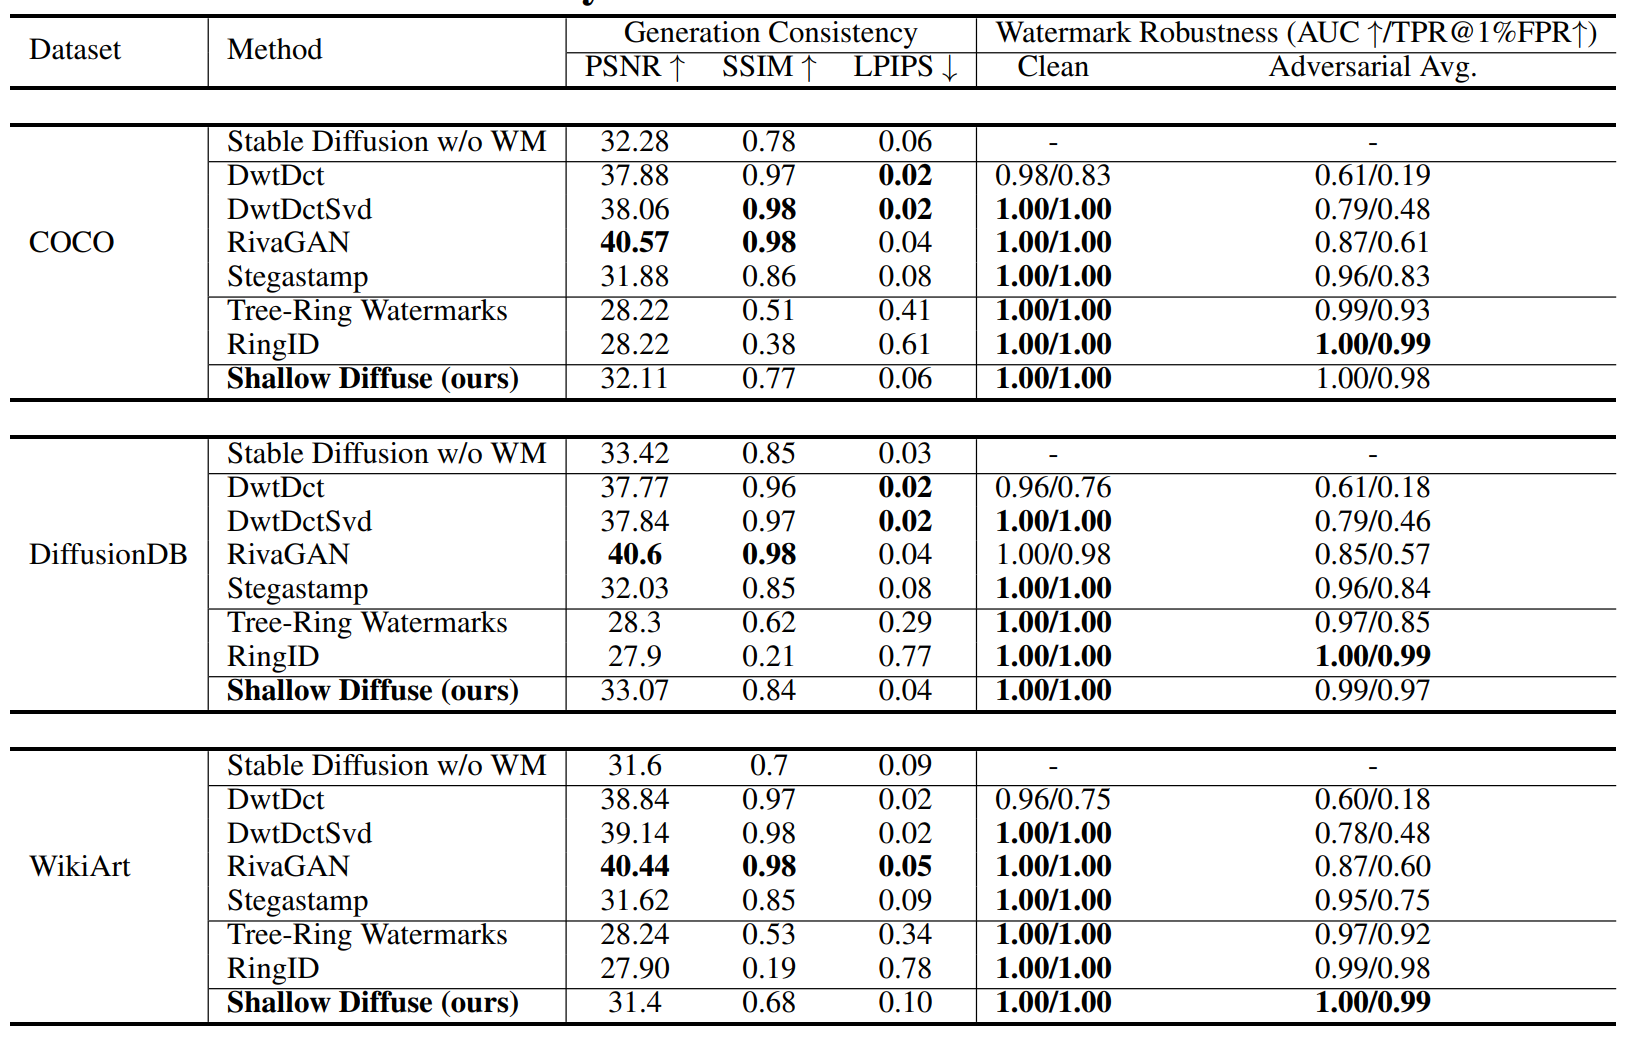 Dataset Method Generation Consistency Watermark Robustness (AUC ↑/TPR@1%FPR↑)
PSNR ↑ SSIM ↑ LPIPS ↓ Clean Adversarial Avg.
Stable Diffusion w/o WM 32.28 0.78 0.06 - -
DwtDct 37.88 0.97 0.02 0.98/0.83 0.61/0.19
DwtDctSvd 38.06 0.98 0.02 1.00/1.00 0.79/0.48
COCO RivaGAN 40.57 0.98 0.04 1.00/1.00 0.87/0.61
Stegastamp 31.88 0.86 0.08 1.00/1.00 0.96/0.83
Tree-Ring Watermarks 28.22 0.51 0.41 1.00/1.00 0.99/0.93
RingID 28.22 0.38 0.61 1.00/1.00 1.00/0.99
Shallow Diffuse (ours) 32.11 0.77 0.06 1.00/1.00 1.00/0.98
Stable Diffusion w/o WM 33.42 0.85 0.03 - -
DwtDct 37.77 0.96 0.02 0.96/0.76 0.61/0.18
DwtDctSvd 37.84 0.97 0.02 1.00/1.00 0.79/0.46
DiffusionDB RivaGAN 40.6 0.98 0.04 1.00/0.98 0.85/0.57
Stegastamp 32.03 0.85 0.08 1.00/1.00 0.96/0.84
Tree-Ring Watermarks 28.3 0.62 0.29 1.00/1.00 0.97/0.85
RingID 27.9 0.21 0.77 1.00/1.00 1.00/0.99
Shallow Diffuse (ours) 33.07 0.84 0.04 1.00/1.00 0.99/0.97
Stable Diffusion w/o WM 31.6 0.7 0.09 - -
DwtDct 38.84 0.97 0.02 0.96/0.75 0.60/0.18
DwtDctSvd 39.14 0.98 0.02 1.00/1.00 0.78/0.48
WikiArt RivaGAN 40.44 0.98 0.05 1.00/1.00 0.87/0.60
Stegastamp 31.62 0.85 0.09 1.00/1.00 0.95/0.75
Tree-Ring Watermarks 28.24 0.53 0.34 1.00/1.00 0.97/0.92
RingID 27.90 0.19 0.78 1.00/1.00 0.99/0.98
Shallow Diffuse (ours) 31.4 0.68 0.10 1.00/1.00 1.00/0.99